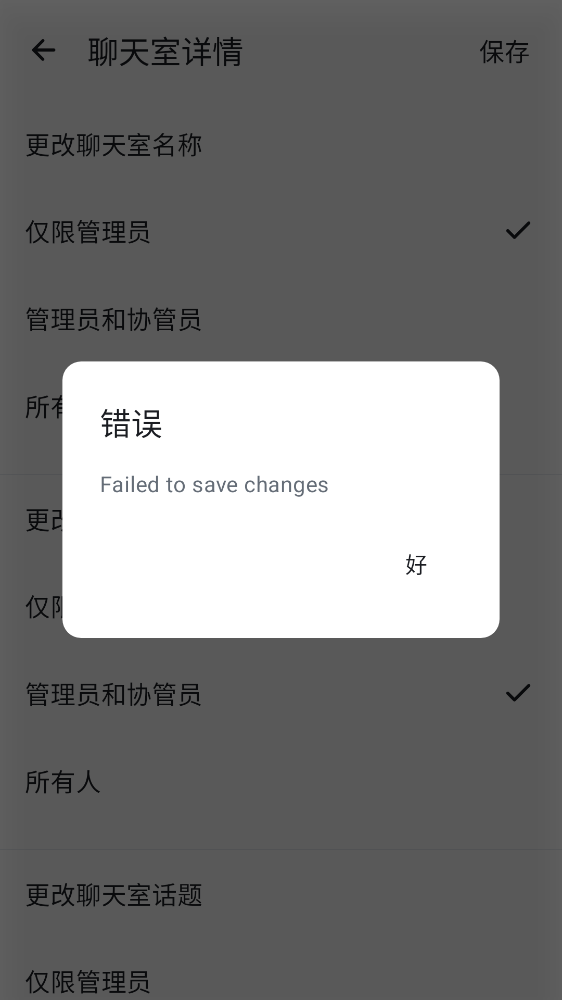 聊天室详情
保存
更改聊天室名称
仅限管理员
管理员和协管员
所有
错误
Failed to save changes
好
更改
仅限
管理员和协管员
所有人
更改聊天室话题
仅限管理员